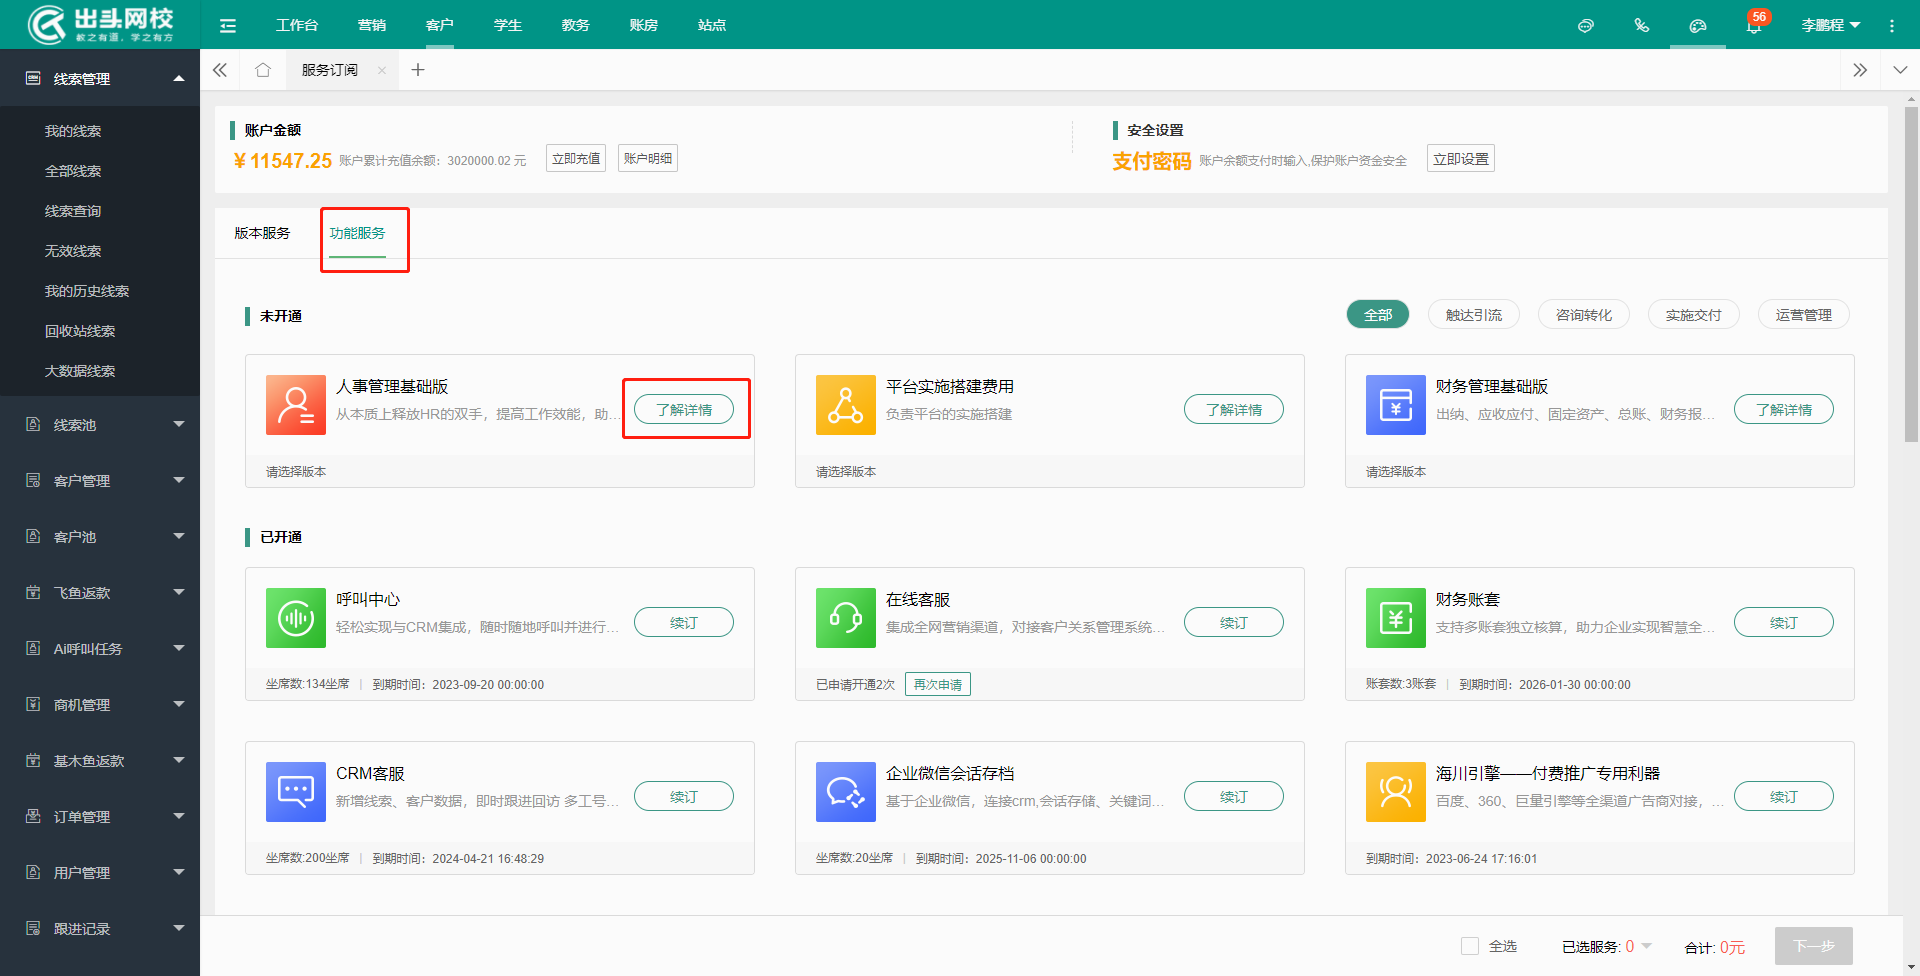 出头网校
教之有道，学之有方
工作台 营销 客户 学生 教务 账房 站点
56
李鹏程
线索管理
我的线索
全部线索
线索查询
无效线索
我的历史线索
回收站线索
大数据线索
线索池
客户管理
客户池
飞鱼返款
Ai呼叫任务
商机管理
基木鱼返款
订单管理
用户管理
跟进记录
服务订阅
账户金额
¥ 11547.25 账户累计充值余额：3020000.02 元 立即充值 账户明细
安全设置
支付密码 账户余额支付时输入,保护账户资金安全 立即设置
版本服务 功能服务
未开通
全部 触达引流 咨询转化 实施交付 运营管理
人事管理基础版
从本质上释放HR的双手，提高工作效能，助...
了解详情
请选择版本
平台实施搭建费用
负责平台的实施搭建
了解详情
请选择版本
财务管理基础版
出纳、应收应付、固定资产、总账、财务报...
了解详情
请选择版本
已开通
呼叫中心
轻松实现与CRM集成，随时随地呼叫并进行...
续订
坐席数:134坐席 | 到期时间：2023-09-20 00:00:00
在线客服
集成全网营销渠道，对接客户关系管理系统...
续订
已申请开通2次 再次申请
财务账套
支持多账套独立核算，助力企业实现智慧全...
续订
账套数:3账套 | 到期时间：2026-01-30 00:00:00
CRM客服
新增线索、客户数据，即时跟进回访 多工号...
续订
坐席数:200坐席 | 到期时间：2024-04-21 16:48:29
企业微信会话存档
基于企业微信，连接crm,会话存储、关键词...
续订
坐席数:20坐席 | 到期时间：2025-11-06 00:00:00
海川引擎——付费推广专用利器
百度、360、巨量引擎等全渠道广告商对接，...
续订
到期时间：2023-06-24 17:16:01
全选 已选服务: 0 合计: 0元 下一步